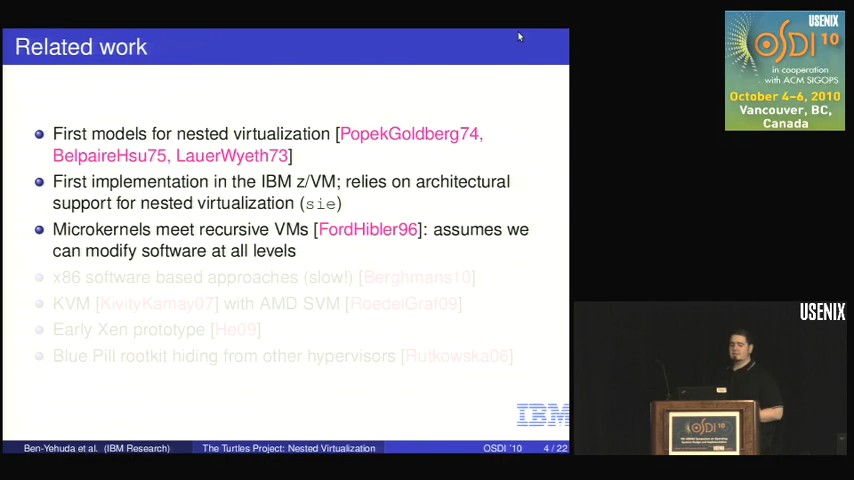 Related work
First models for nested virtualization [PopekGoldberg74,
BelpaireHsu75, LauerWyeth73]
First implementation in the IBM z/VM; relies on architectural
support for nested virtualization (sie)
Microkernels meet recursive VMs [FordHibler96]: assumes we
can modify software at all levels
x86 software based approaches (slow!) [Berghmans10]
KVM [KivityKamay07] with AMD SVM [RoedelGraf09]
Early Xen prototype [He09]
Blue Pill rootkit hiding from other hypervisors [Rutkowska06]
IBM
Ben-Yehuda et al. (IBM Research)
The Turtles Project: Nested Virtualization
OSDI '10
4 / 22
USENIX
OSDI 10
in cooperation
with ACM SIGOPS
October 4–6, 2010
Vancouver, BC,
Canada
USENIX
OSDI 10